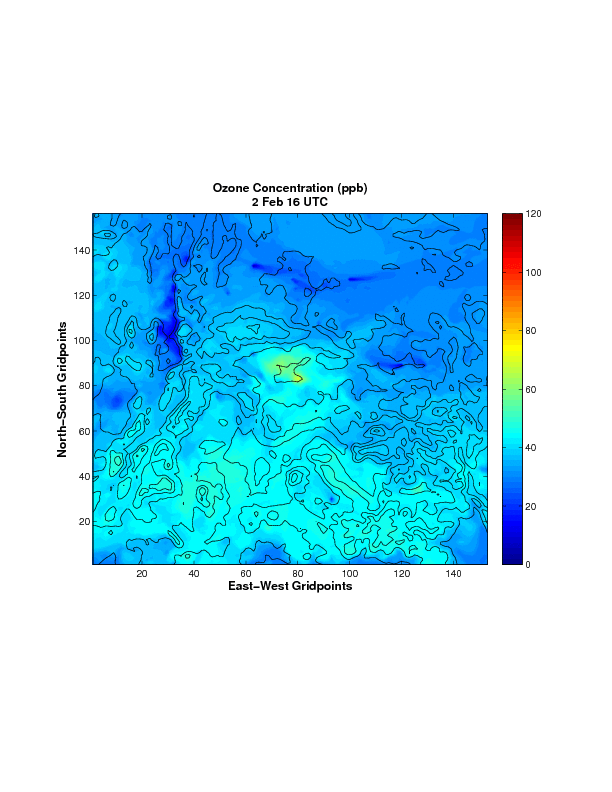 Ozone Concentration (ppb)
2 Feb 16 UTC
North–South Gridpoints
140
120
100
80
60
40
20
20 40 60 80 100 120 140
East–West Gridpoints
120
100
80
60
40
20
0